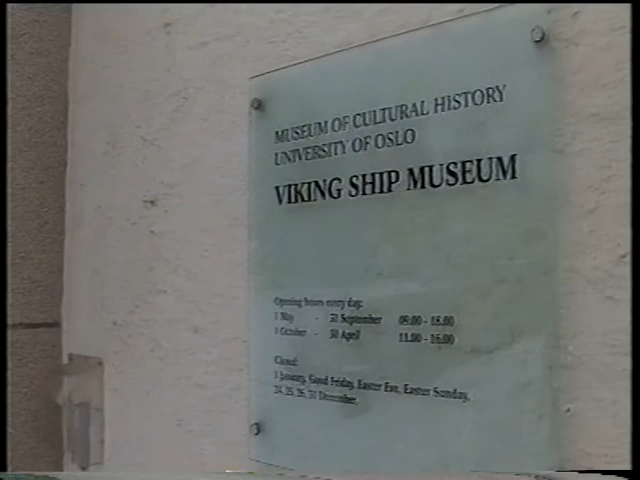 MUSEUM OF CULTURAL HISTORY
UNIVERSITY OF OSLO
VIKING SHIP MUSEUM
Opening hours every day:
1 May - 30 September 09.00 - 18.00
1 October - 30 April 11.00 - 16.00
Closed:
1 January, Good Friday, Easter Eve, Easter Sunday,
24, 25, 26, 31 December.